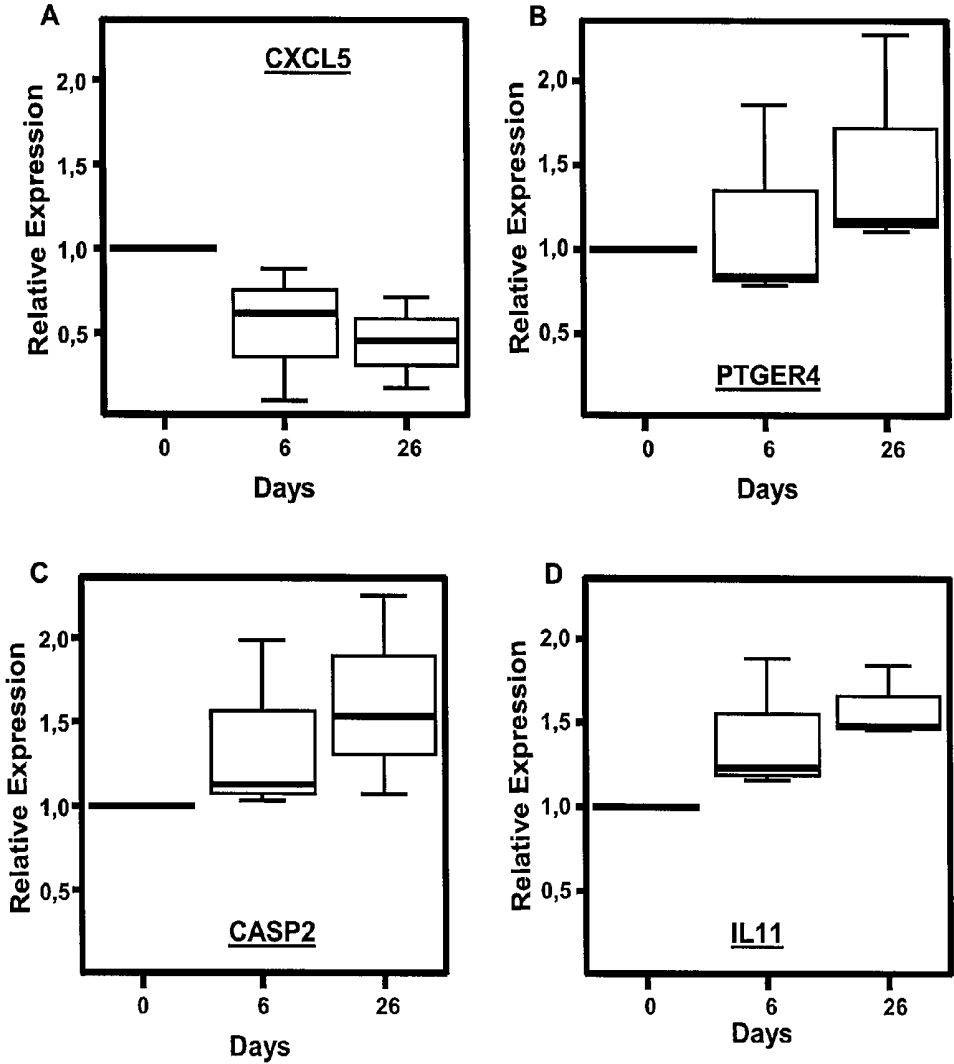 A
CXCL5
Relative Expression
2,0
1,5
1,0
0,5
0
6
26
Days
B
PTGER4
Relative Expression
2,0
1,5
1,0
0,5
0
6
26
Days
C
CASP2
Relative Expression
2,0
1,5
1,0
0,5
0
6
26
Days
D
IL11
Relative Expression
2,0
1,5
1,0
0,5
0
6
26
Days